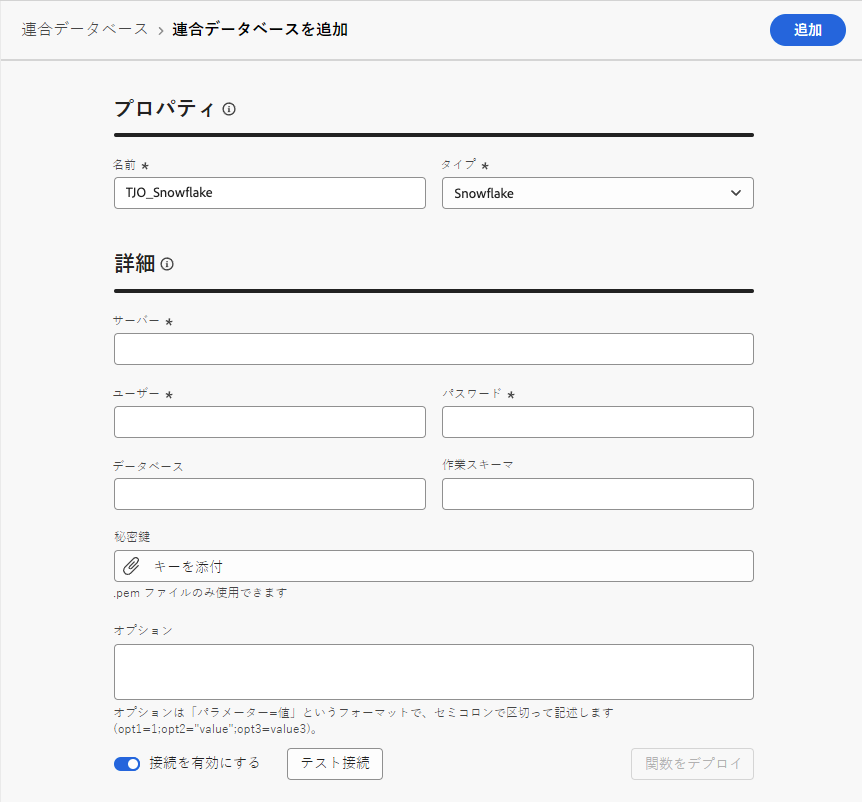 連合データベース › 連合データベースを追加
追加
プロパティ
名前 *
タイプ *
TJO_Snowflake
Snowflake
詳細
サーバー *
ユーザー *
パスワード *
データベース
作業スキーマ
秘密鍵
キーを添付
.pem ファイルのみ使用できます
オプション
オプションは「パラメーター=値」というフォーマットで、セミコロンで区切って記述します
(opt1=1;opt2="value";opt3=value3)。
接続を有効にする
テスト接続
関数をデプロイ